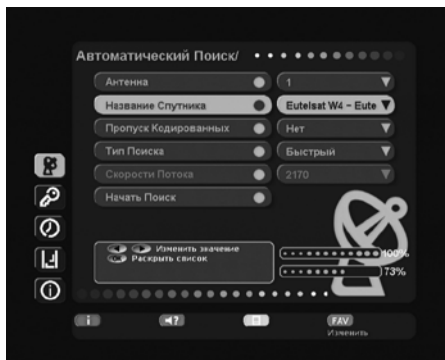 Автоматический Поиск/
Антенна 1
Название Спутника Eutelsat W4 – Eute
Пропуск Кодированных Нет
Тип Поиска Быстрый
Скорости Потока 2170
Начать Поиск
Изменить значение
Раскрыть список
100%
73%
i ? FAV
Изменить